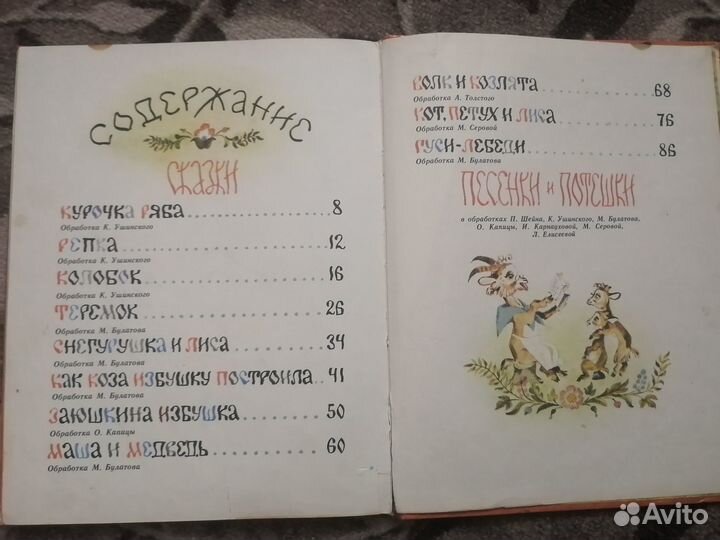 СОДЕРЖАНИЕ
СКАЗКИ
КУРОЧКА РЯБА 8
Обработка К. Ушинского
РЕПКА 12
Обработка К. Ушинского
КОЛОБОК 16
Обработка К. Ушинского
ТЕРЕМОК 26
Обработка М. Булатова
СНЕГУРУШКА И ЛИСА 34
Обработка М. Булатова
КАК КОЗА ИЗБУШКУ ПОСТРОИЛА 41
Обработка М. Булатова
ЗАЮШКИНА ИЗБУШКА 50
Обработка О. Капицы
МАША И МЕДВЕДЬ 60
Обработка М. Булатова
ВОЛК И КОЗЛЯТА 68
Обработка А. Толстого
КОТ, ПЕТУХ И ЛИСА 76
Обработка М. Серовой
ГУСИ-ЛЕБЕДИ 86
Обработка М. Булатова
ПЕСЕНКИ И ПОТЕШКИ
в обработках П. Шейна, К. Ушинского, М. Булатова,
О. Капицы, И. Карнауховой, М. Серовой,
Л. Елисеевой
Avito